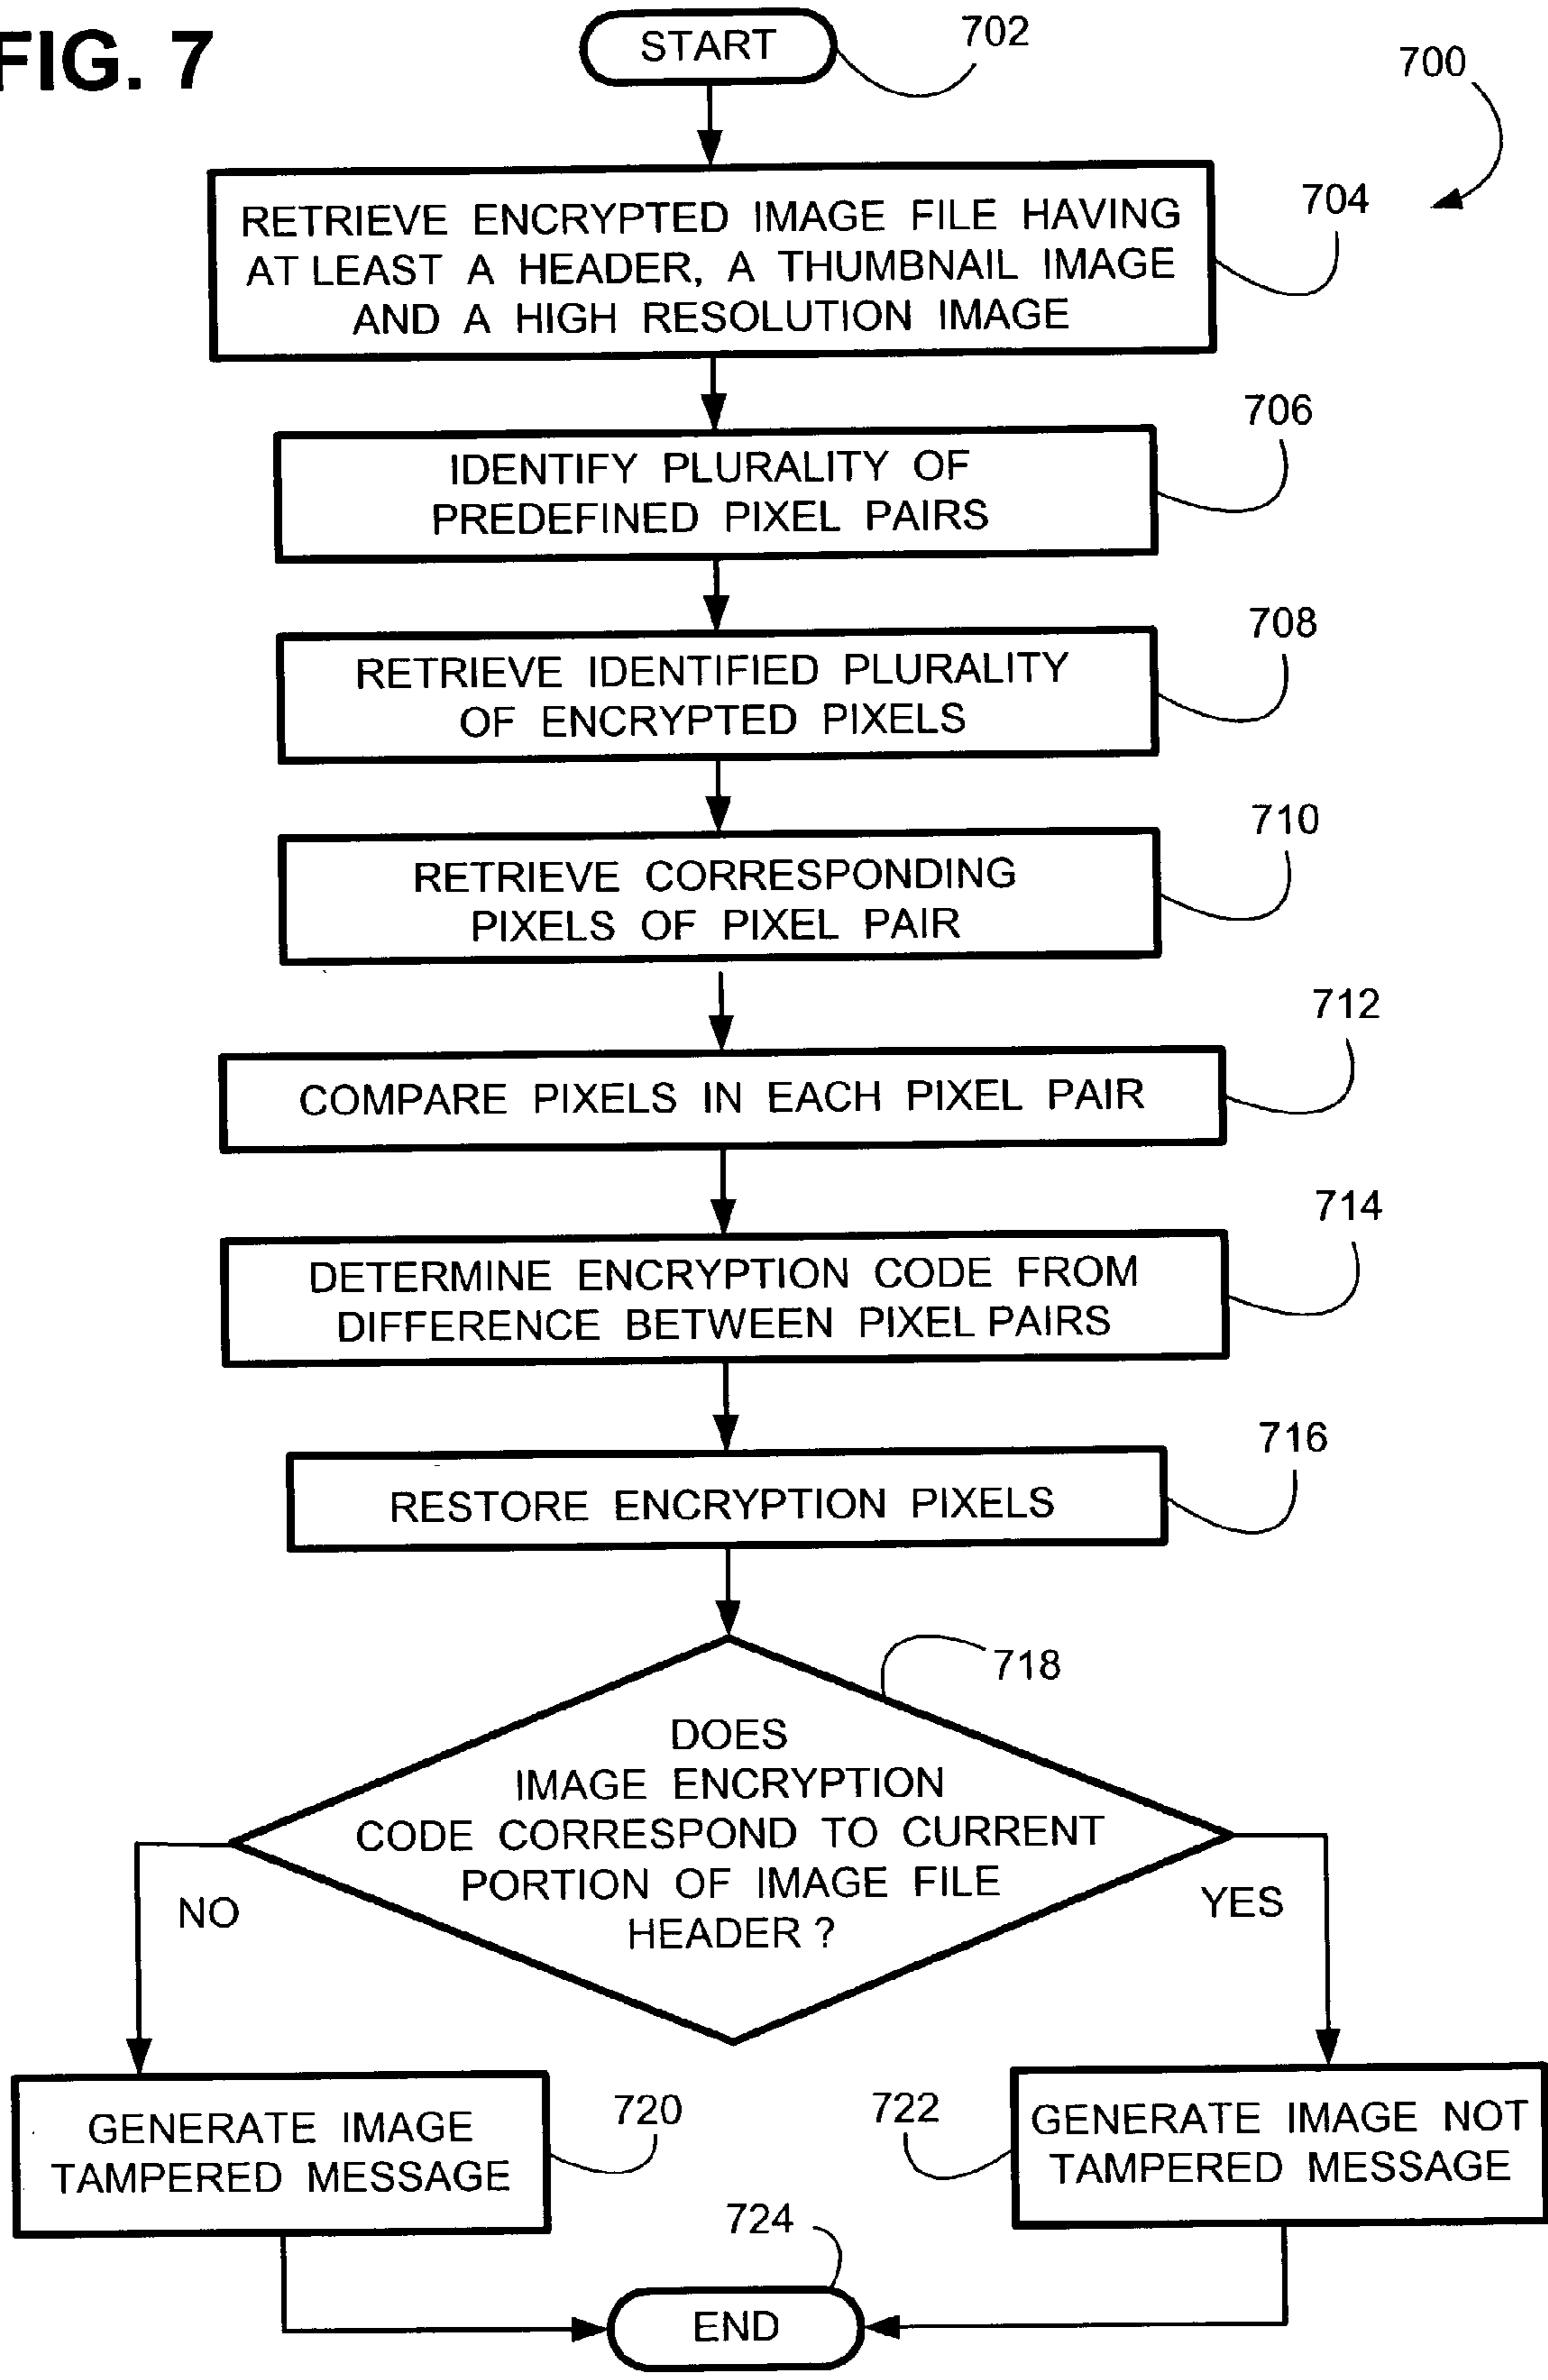 FIG. 7
START
702
700
RETRIEVE ENCRYPTED IMAGE FILE HAVING
AT LEAST A HEADER, A THUMBNAIL IMAGE
AND A HIGH RESOLUTION IMAGE
704
IDENTIFY PLURALITY OF
PREDEFINED PIXEL PAIRS
706
RETRIEVE IDENTIFIED PLURALITY
OF ENCRYPTED PIXELS
708
RETRIEVE CORRESPONDING
PIXELS OF PIXEL PAIR
710
COMPARE PIXELS IN EACH PIXEL PAIR
712
DETERMINE ENCRYPTION CODE FROM
DIFFERENCE BETWEEN PIXEL PAIRS
714
RESTORE ENCRYPTION PIXELS
716
718
DOES
IMAGE ENCRYPTION
CODE CORRESPOND TO CURRENT
PORTION OF IMAGE FILE
HEADER ?
NO
YES
GENERATE IMAGE
TAMPERED MESSAGE
720
722
GENERATE IMAGE NOT
TAMPERED MESSAGE
724
END